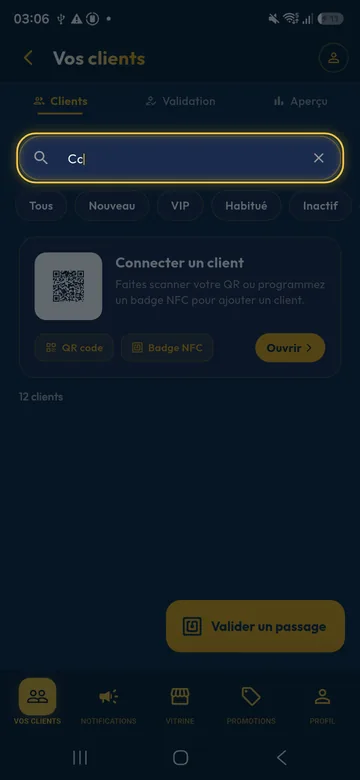 03:06
Vos clients
Clients
Validation
Aperçu
Cc
Tous
Nouveau
VIP
Habitué
Inactif
Connecter un client
Faites scanner votre QR ou programmez
un badge NFC pour ajouter un client.
QR code
Badge NFC
Ouvrir
12 clients
Valider un passage
VOS CLIENTS
NOTIFICATIONS
VITRINE
PROMOTIONS
PROFIL